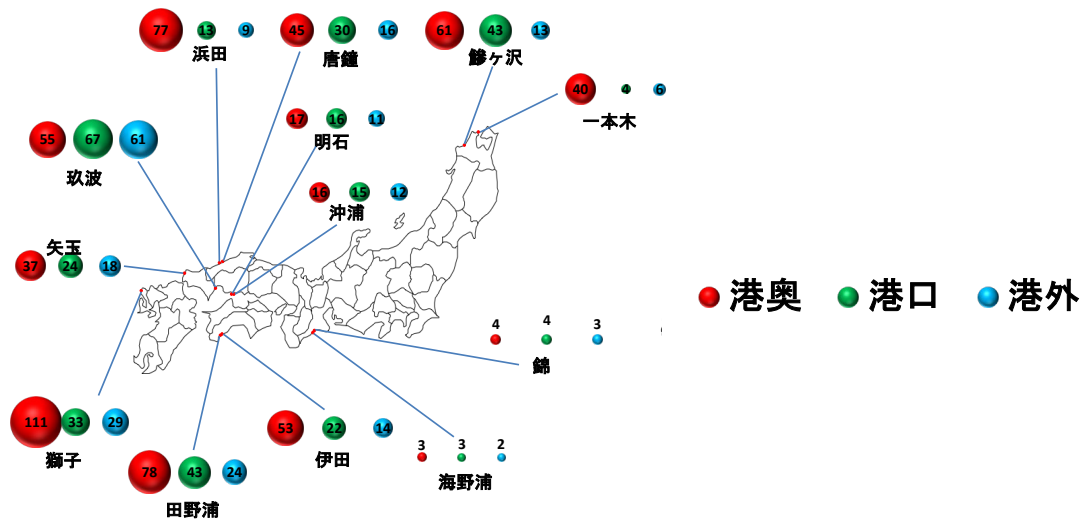 77 13 9
浜田
45 30 16
唐鐘
61 43 13
鰺ヶ沢
40 4 6
一本木
17 16 11
明石
55 67 61
玖波
16 15 12
沖浦
矢玉
37 24 18
港奥 港口 港外
4 4 3
錦
111 33 29
獅子
53 22 14
伊田
3 3 2
海野浦
78 43 24
田野浦